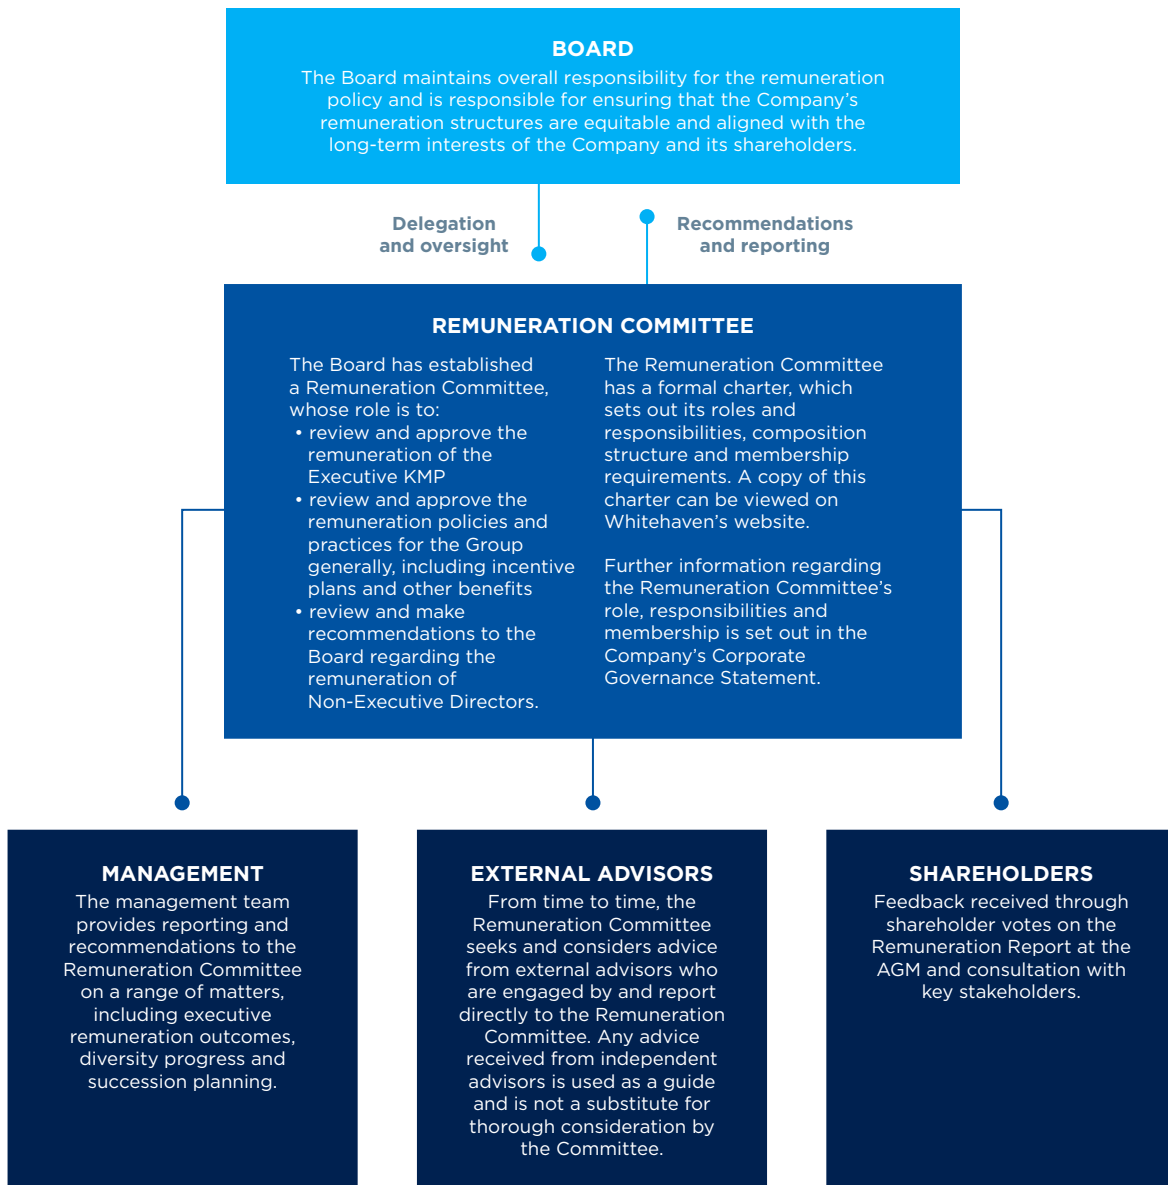 BOARD
The Board maintains overall responsibility for the remuneration
policy and is responsible for ensuring that the Company’s
remuneration structures are equitable and aligned with the
long-term interests of the Company and its shareholders.
Delegation
and oversight
Recommendations
and reporting
REMUNERATION COMMITTEE
The Board has established
a Remuneration Committee,
whose role is to:
• review and approve the
remuneration of the
Executive KMP
• review and approve the
remuneration policies and
practices for the Group
generally, including incentive
plans and other benefits
• review and make
recommendations to the
Board regarding the
remuneration of
Non-Executive Directors.
The Remuneration Committee
has a formal charter, which
sets out its roles and
responsibilities, composition
structure and membership
requirements. A copy of this
charter can be viewed on
Whitehaven’s website.
Further information regarding
the Remuneration Committee’s
role, responsibilities and
membership is set out in the
Company’s Corporate
Governance Statement.
MANAGEMENT
The management team
provides reporting and
recommendations to the
Remuneration Committee
on a range of matters,
including executive
remuneration outcomes,
diversity progress and
succession planning.
EXTERNAL ADVISORS
From time to time, the
Remuneration Committee
seeks and considers advice
from external advisors who
are engaged by and report
directly to the Remuneration
Committee. Any advice
received from independent
advisors is used as a guide
and is not a substitute for
thorough consideration by
the Committee.
SHAREHOLDERS
Feedback received through
shareholder votes on the
Remuneration Report at the
AGM and consultation with
key stakeholders.